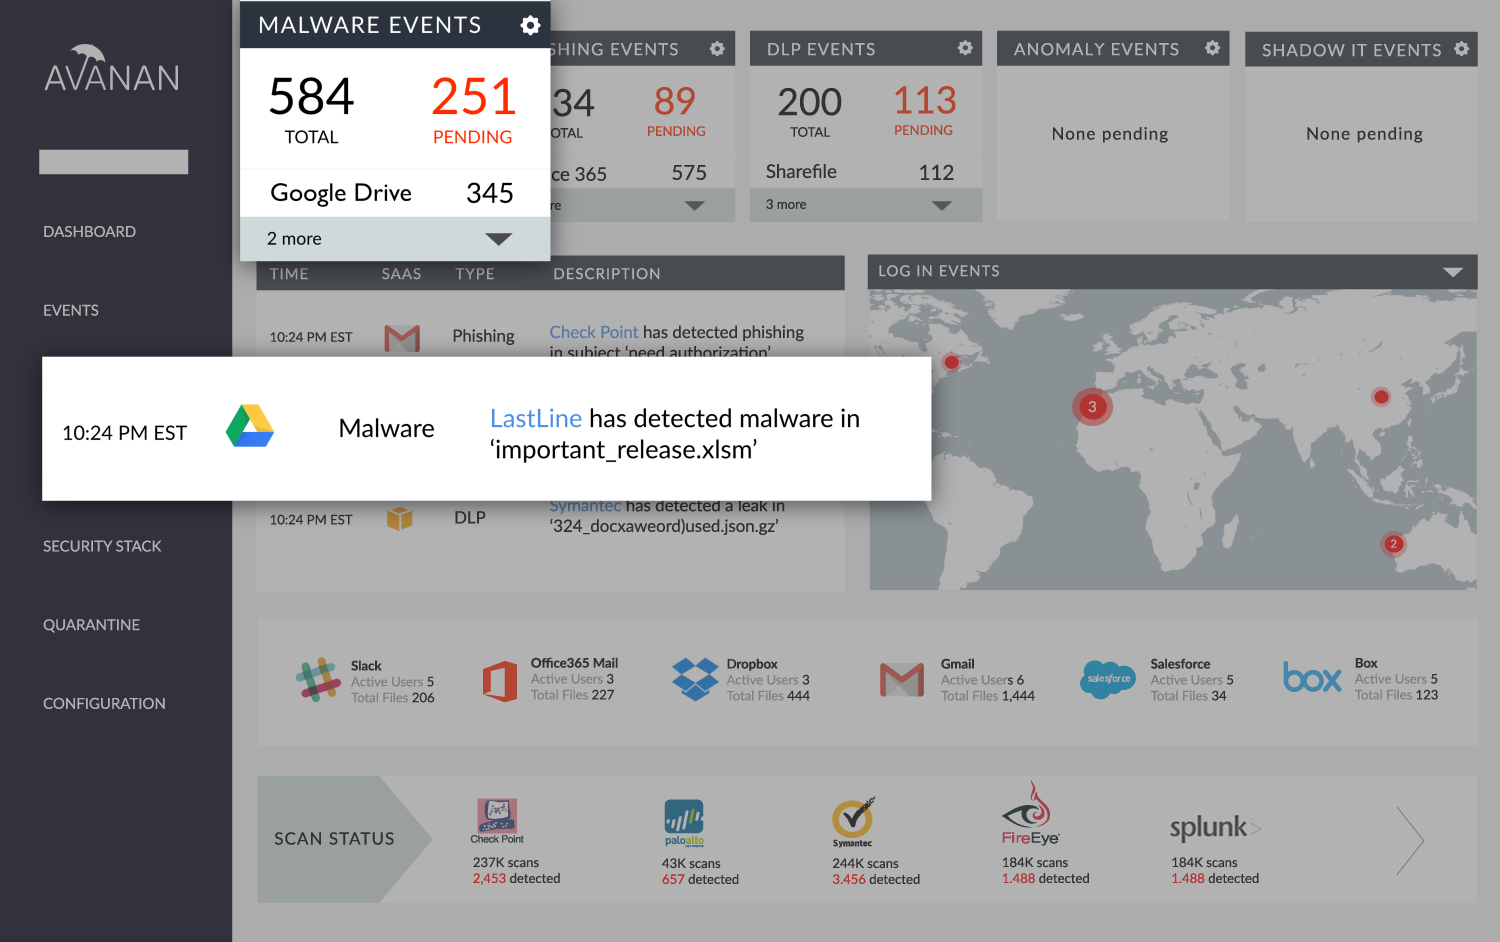 AVANAN
DASHBOARD
EVENTS
SECURITY STACK
QUARANTINE
CONFIGURATION
MALWARE EVENTS
584
TOTAL
251
PENDING
Google Drive 345
2 more
EVENTS
34
89
PENDING
365 575
DLP EVENTS
200
TOTAL
113
PENDING
Sharefile 112
3 more
ANOMALY EVENTS
None pending
SHADOW IT EVENTS
None pending
TIME SAAS TYPE DESCRIPTION
10:24 PM EST Phishing Check Point has detected phishing
in subject ‘need authorization’
10:24 PM EST Malware LastLine has detected malware in
‘important_release.xlsm’
10:24 PM EST DLP Symantec has detected a leak in
‘324_docxaweord)used.json.gz’
LOG IN EVENTS
3
2
Slack
Active Users 5
Total Files 206
Office365 Mail
Active Users 3
Total Files 227
Dropbox
Active Users 3
Total Files 444
Gmail
Active Users 6
Total Files 1,444
salesforce
Salesforce
Active Users 5
Total Files 34
box
Box
Active Users 5
Total Files 123
SCAN STATUS
Check Point
237K scans
2,453 detected
paloalto
43K scans
657 detected
Symantec
244K scans
3.456 detected
FireEye
184K scans
1.488 detected
splunk>
184K scans
1.488 detected